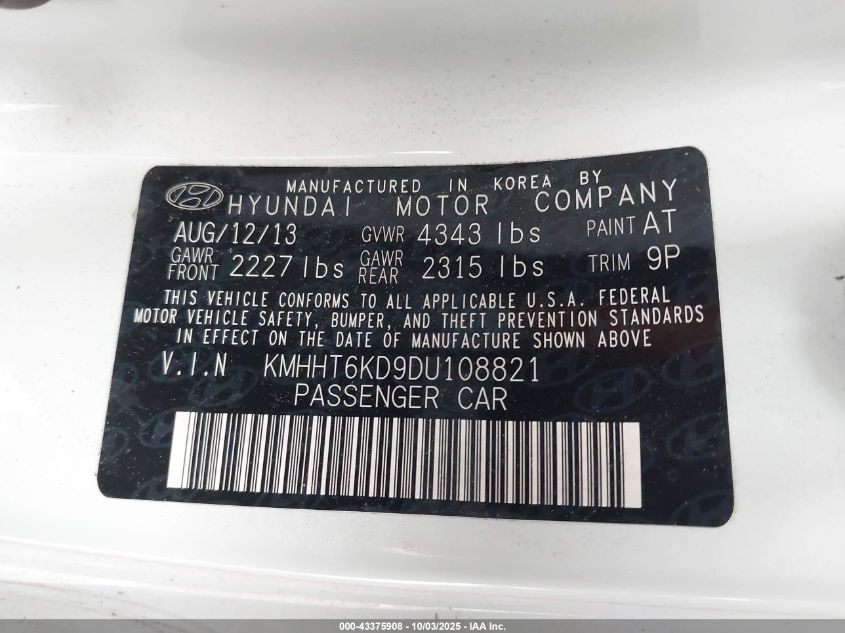 MANUFACTURED IN KOREA BY
HYUNDAI MOTOR COMPANY
AUG/12/13 GVWR 4343 lbs PAINT AT
GAWR FRONT 2227 lbs GAWR REAR 2315 lbs TRIM 9P
THIS VEHICLE CONFORMS TO ALL APPLICABLE U.S.A. FEDERAL
MOTOR VEHICLE SAFETY, BUMPER, AND THEFT PREVENTION STANDARDS
IN EFFECT ON THE DATE OF MANUFACTURE SHOWN ABOVE
V.I.N KMHHT6KD9DU108821
PASSENGER CAR
000-43375908 - 10/03/2025 - IAA Inc.